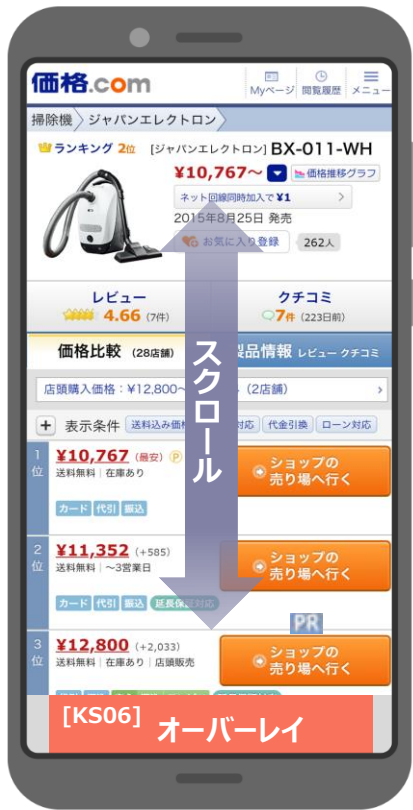 価格.com
Myページ 閲覧履歴 メニュー
掃除機 ジャパンエレクトロン
ランキング 2位 [ジャパンエレクトロン] BX-011-WH
¥10,767～ 価格推移グラフ
ネット回線同時加入で¥1
2015年8月25日 発売
お気に入り登録 262人
レビュー
4.66 (7件)
クチコミ
7件 (223日前)
価格比較 (28店舗)
製品情報 レビュー クチコミ
スクロール
店頭購入価格：¥12,800～ (2店舗)
+ 表示条件 送料込み価格 対応 代金引換 ローン対応
1位 ¥10,767 (最安) P
送料無料 | 在庫あり
カード 代引 振込
ショップの
売り場へ行く
2位 ¥11,352 (+585)
送料無料 | ～3営業日
カード 代引 振込 延長保証対応
ショップの
売り場へ行く
PR
3位 ¥12,800 (+2,033)
送料無料 | 在庫あり | 店頭販売
ショップの
売り場へ行く
[KS06]
オーバーレイ